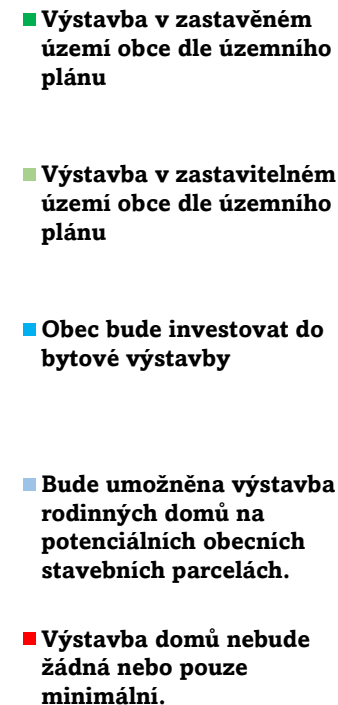 Výstavba v zastavěném
území obce dle územního
plánu
Výstavba v zastavitelném
území obce dle územního
plánu
Obec bude investovat do
bytové výstavby
Bude umožněna výstavba
rodinných domů na
potenciálních obecních
stavebních parcelách.
Výstavba domů nebude
žádná nebo pouze
minimální.